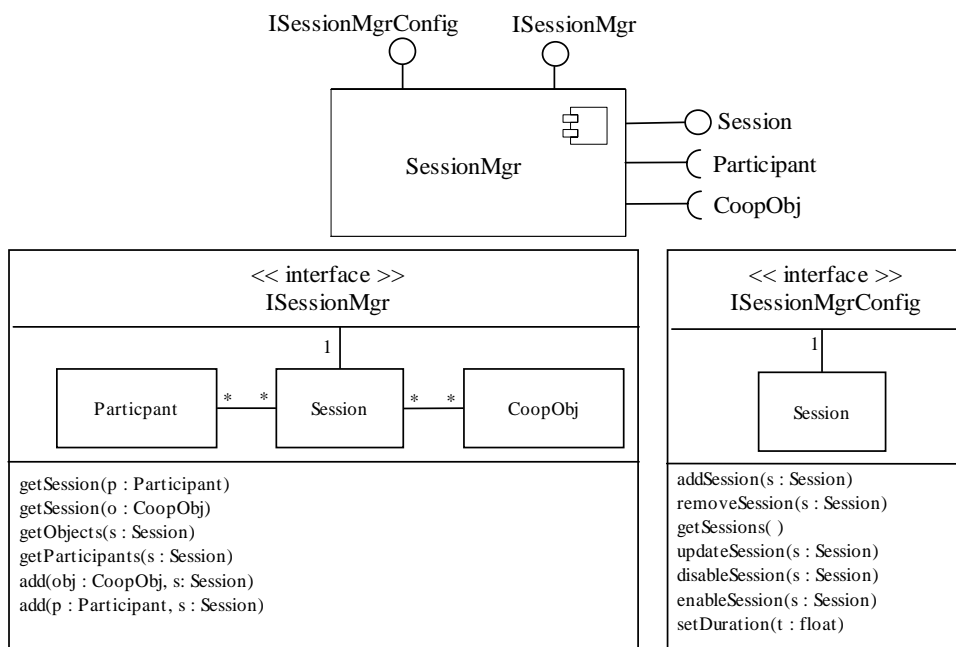 ISessionMgrConfig
ISessionMgr
Session
SessionMgr
Participant
CoopObj
<< interface >>
ISessionMgr
1
Particpant
*
*
Session
*
*
CoopObj
getSession(p : Participant)
getSession(o : CoopObj)
getObjects(s : Session)
getParticipants(s : Session)
add(obj : CoopObj, s: Session)
add(p : Participant, s : Session)
<< interface >>
ISessionMgrConfig
1
Session
addSession(s : Session)
removeSession(s : Session)
getSessions( )
updateSession(s : Session)
disableSession(s : Session)
enableSession(s : Session)
setDuration(t : float)